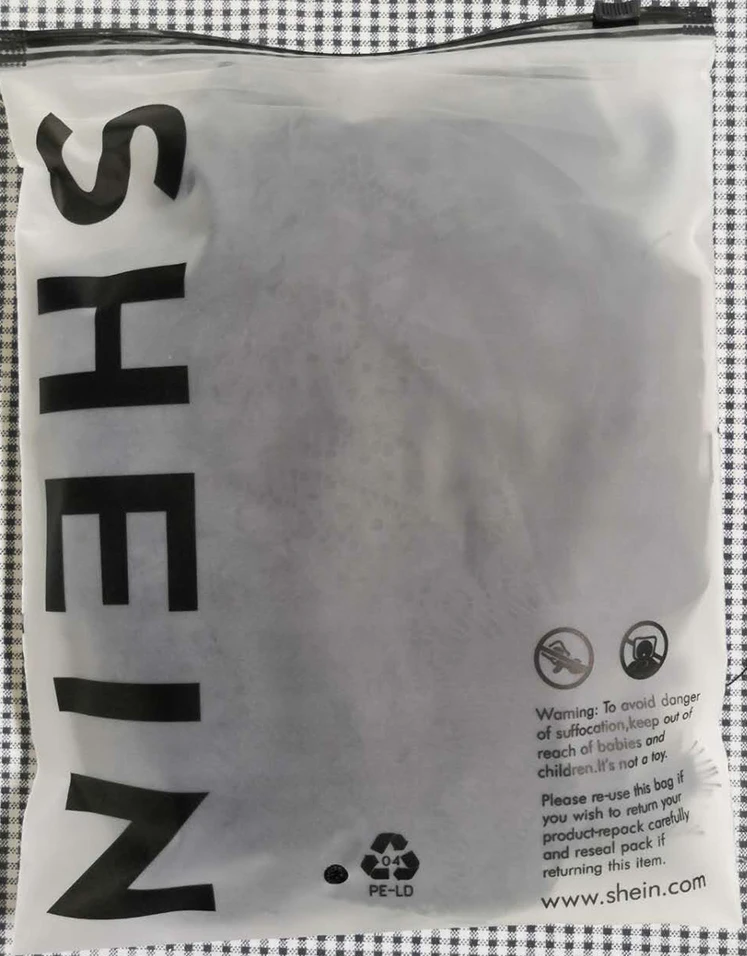 SHEIN
Warning: To avoid danger
of suffocation,keep out of
reach of babies and
children.It's not a toy.
Please re-use this bag if
you wish to return your
product-repack carefully
and reseal pack if
returning this item.
www.shein.com
04
PE-LD